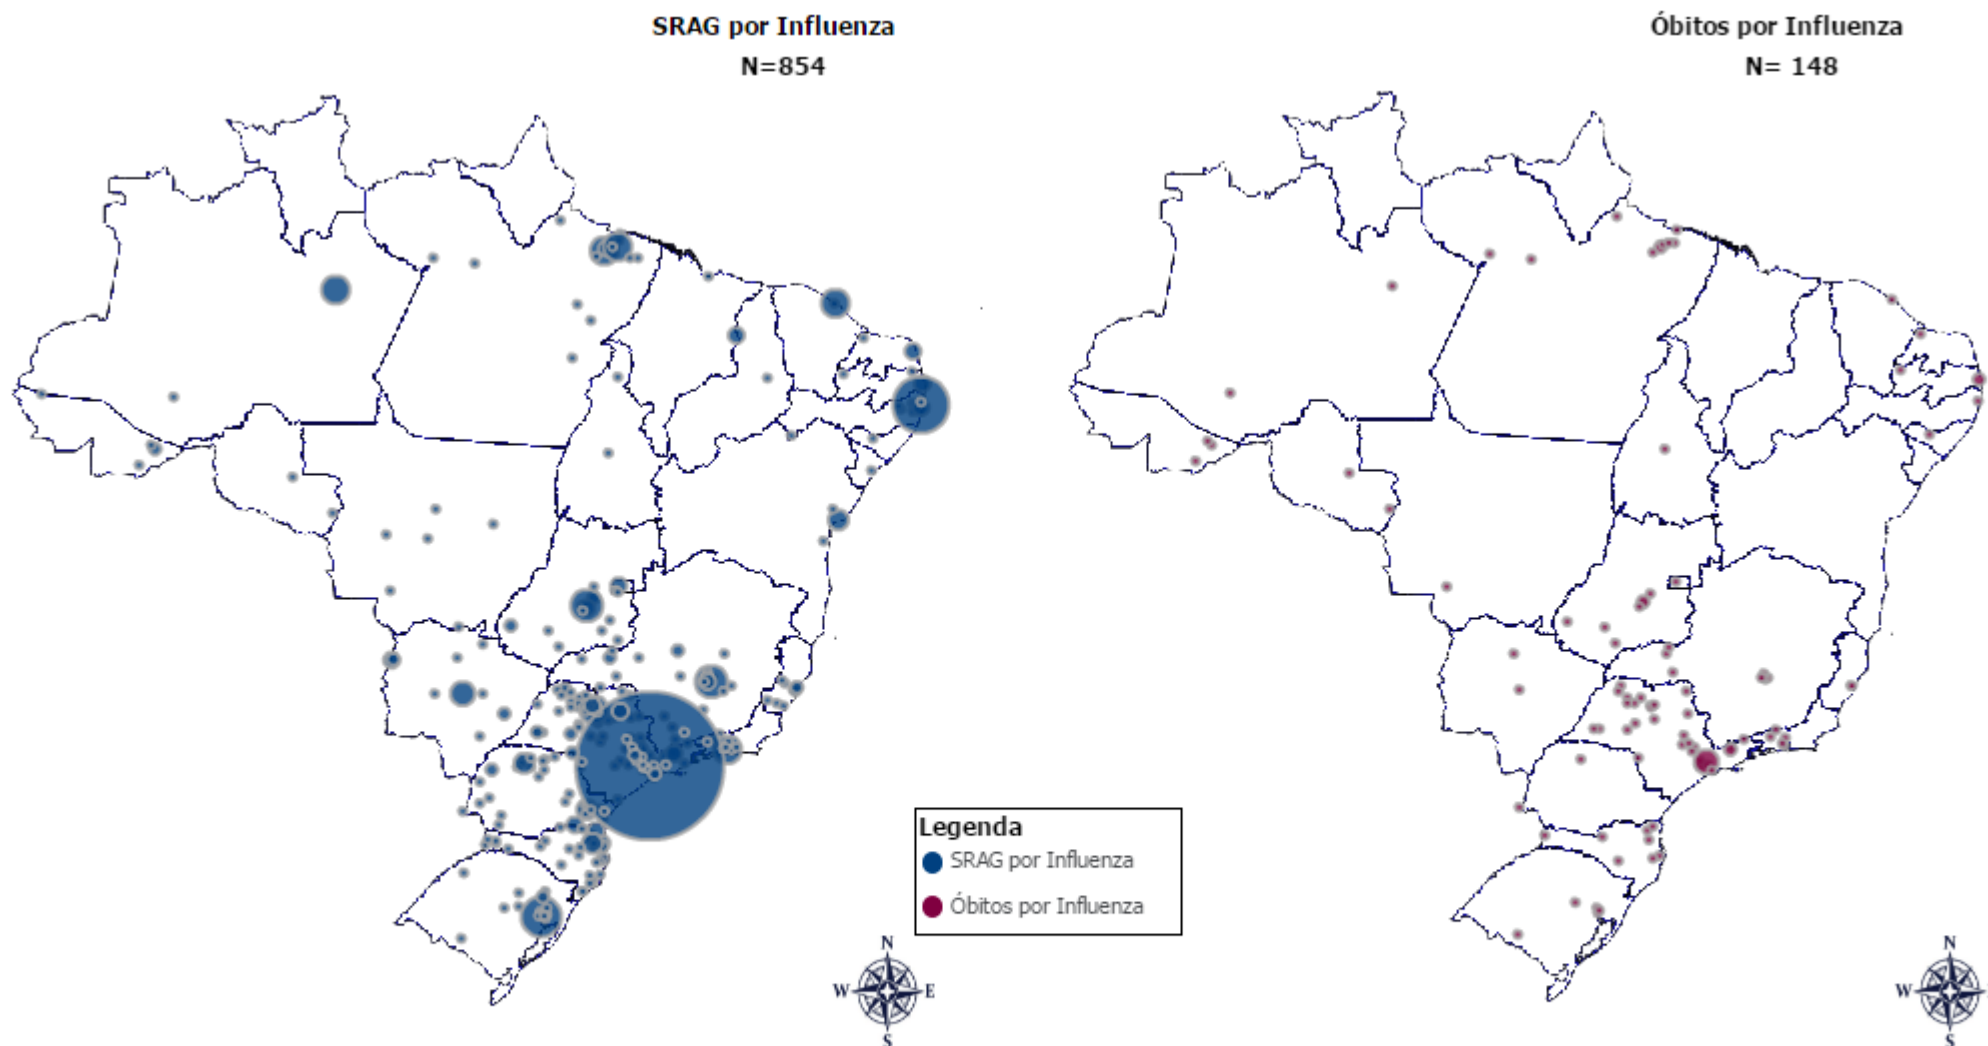 SRAG por Influenza
N=854
Óbitos por Influenza
N= 148
Legenda
SRAG por Influenza
Óbitos por Influenza
N
W E
S
N
W
S